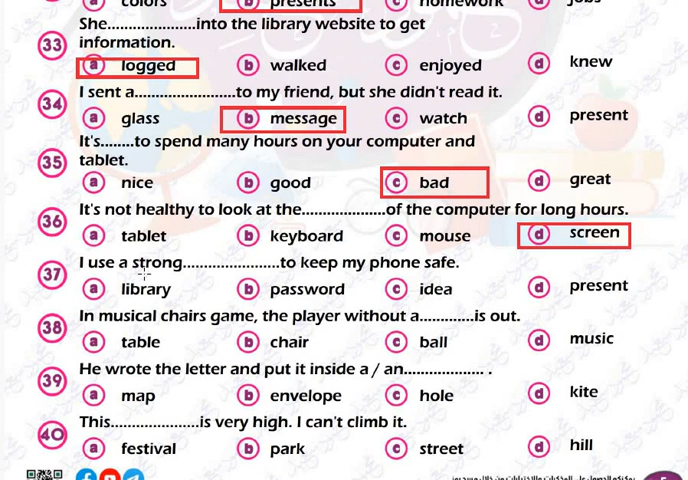 colors b presents c homework d jobs
33 She......................into the library website to get
information.
a logged b walked c enjoyed d knew
34 I sent a.........................to my friend, but she didn't read it.
a glass b message c watch d present
35 It's........to spend many hours on your computer and
tablet.
a nice b good c bad d great
36 It's not healthy to look at the.....................of the computer for long hours.
a tablet b keyboard c mouse d screen
37 I use a strong........................to keep my phone safe.
a library b password c idea d present
38 In musical chairs game, the player without a.............is out.
a table b chair c ball d music
39 He wrote the letter and put it inside a / an.................... .
a map b envelope c hole d kite
40 This......................is very high. I can't climb it.
a festival b park c street d hill